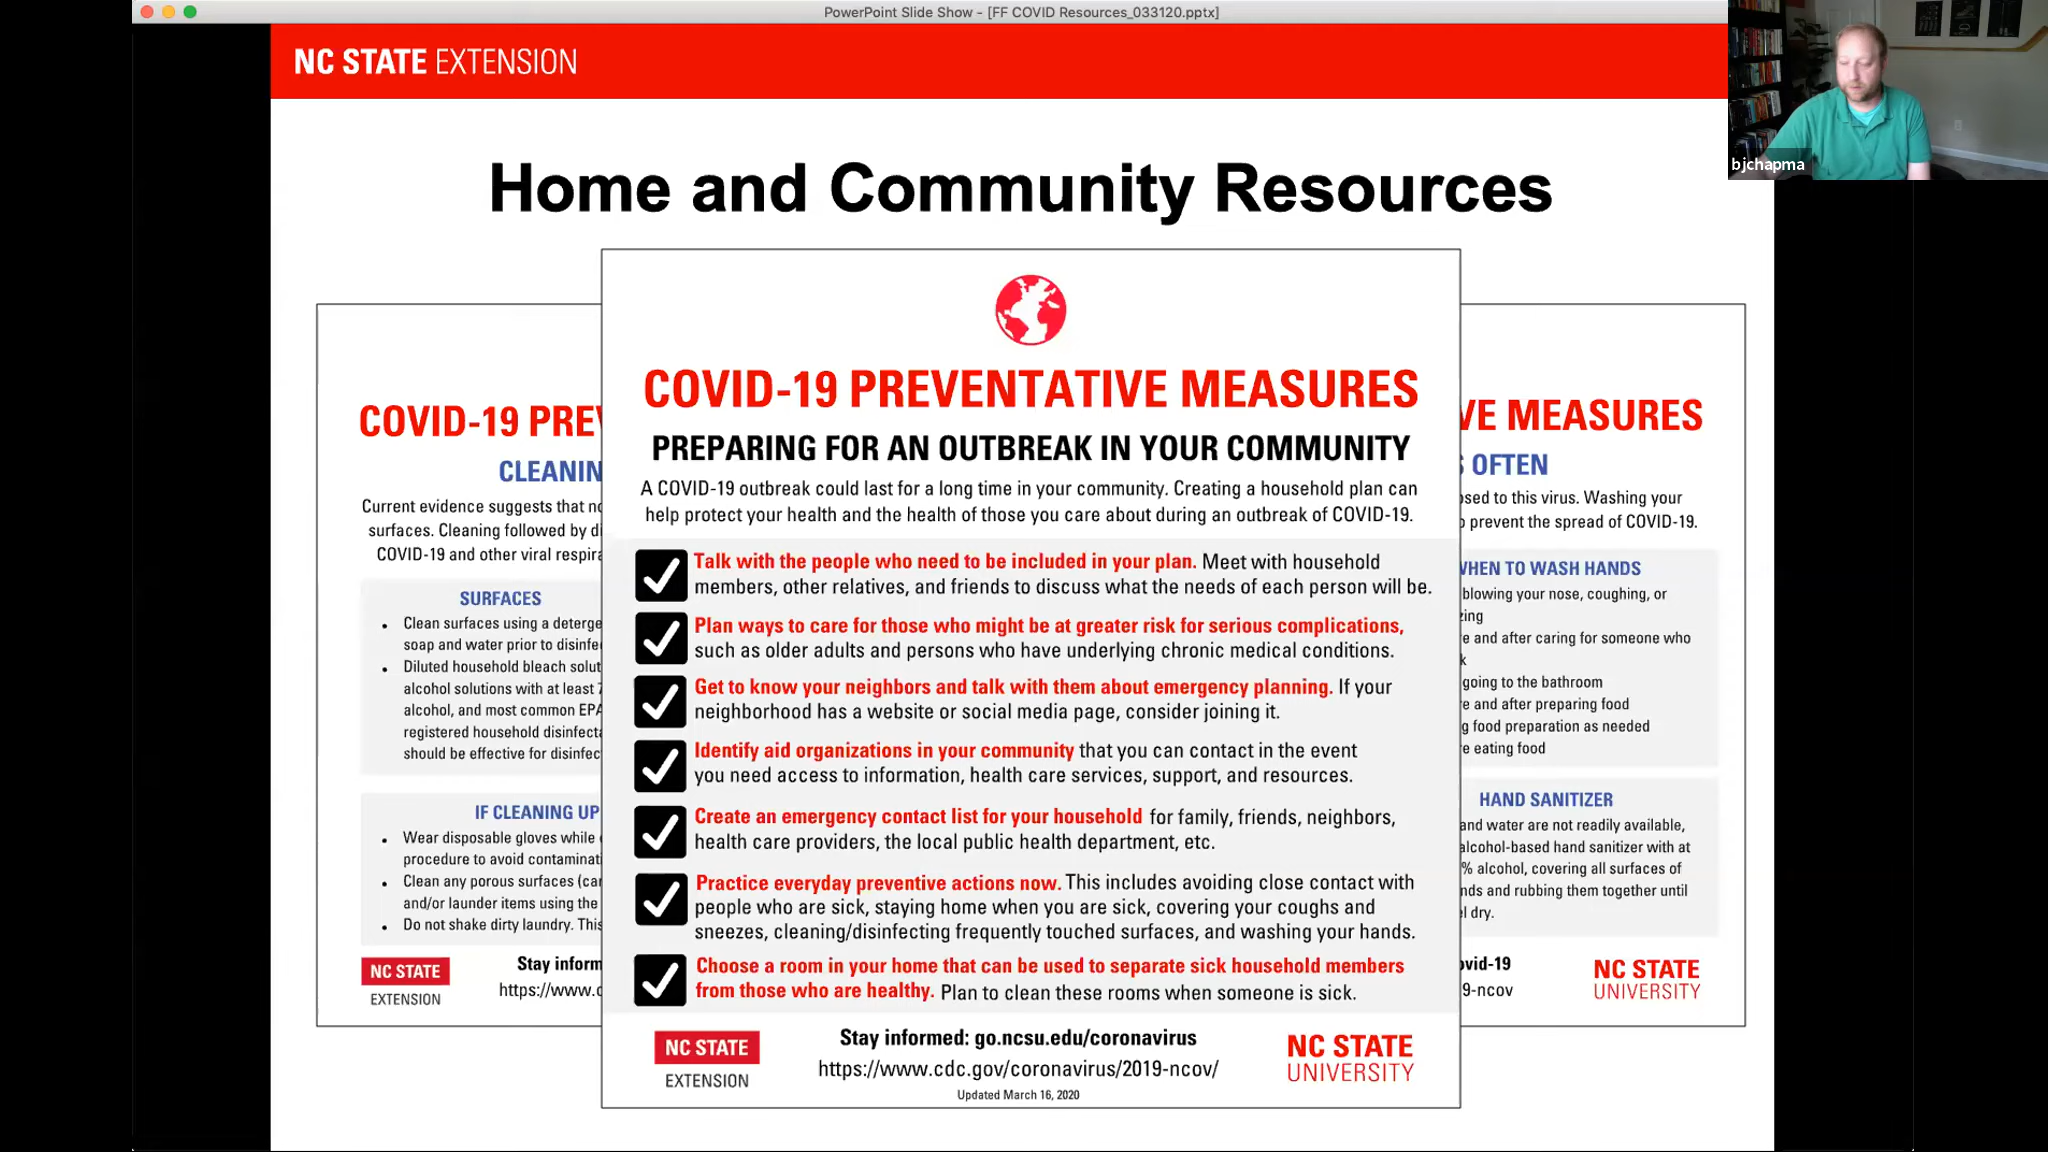 PowerPoint Slide Show - [FF COVID Resources_033120.pptx]
NC STATE EXTENSION
bjchapma
Home and Community Resources
COVID-19 PREVENTATIVE MEASURES
PREPARING FOR AN OUTBREAK IN YOUR COMMUNITY
A COVID-19 outbreak could last for a long time in your community. Creating a household plan can
help protect your health and the health of those you care about during an outbreak of COVID-19.
Talk with the people who need to be included in your plan. Meet with household
members, other relatives, and friends to discuss what the needs of each person will be.
Plan ways to care for those who might be at greater risk for serious complications,
such as older adults and persons who have underlying chronic medical conditions.
Get to know your neighbors and talk with them about emergency planning. If your
neighborhood has a website or social media page, consider joining it.
Identify aid organizations in your community that you can contact in the event
you need access to information, health care services, support, and resources.
Create an emergency contact list for your household for family, friends, neighbors,
health care providers, the local public health department, etc.
Practice everyday preventive actions now. This includes avoiding close contact with
people who are sick, staying home when you are sick, covering your coughs and
sneezes, cleaning/disinfecting frequently touched surfaces, and washing your hands.
Choose a room in your home that can be used to separate sick household members
from those who are healthy. Plan to clean these rooms when someone is sick.
NC STATE
EXTENSION
Stay informed: go.ncsu.edu/coronavirus
https://www.cdc.gov/coronavirus/2019-ncov/
Updated March 16, 2020
NC STATE
UNIVERSITY
COVID-19 PREV
CLEANIN
Current evidence suggests that no
surfaces. Cleaning followed by di
COVID-19 and other viral respira
SURFACES
Clean surfaces using a deterge
soap and water prior to disinfe
Diluted household bleach solut
alcohol solutions with at least 7
alcohol, and most common EPA
registered household disinfecta
should be effective for disinfec
IF CLEANING UP
Wear disposable gloves while
procedure to avoid contaminati
Clean any porous surfaces (car
and/or launder items using the
Do not shake dirty laundry. This
NC STATE
EXTENSION
Stay inform
https://www.c
VE MEASURES
OFTEN
sed to this virus. Washing your
prevent the spread of COVID-19.
WHEN TO WASH HANDS
blowing your nose, coughing, or
zing
e and after caring for someone who
k
going to the bathroom
e and after preparing food
g food preparation as needed
e eating food
HAND SANITIZER
and water are not readily available,
alcohol-based hand sanitizer with at
% alcohol, covering all surfaces of
nds and rubbing them together until
l dry.
ovid-19
9-ncov
NC STATE
UNIVERSITY